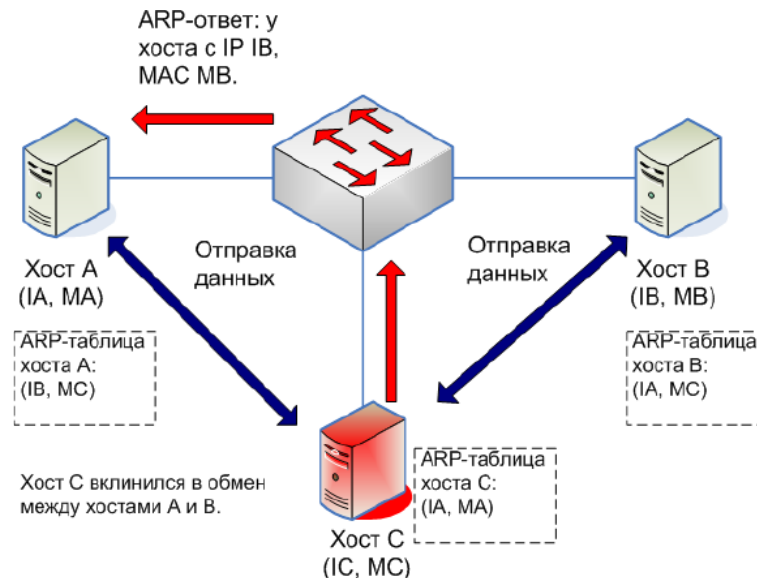 ARP-ответ: у
хоста с IP IB,
MAC MB.
Отправка
данных
Отправка
данных
Хост A
(IA, MA)
Хост B
(IB, MB)
ARP-таблица
хоста A:
(IB, MC)
ARP-таблица
хоста B:
(IA, MC)
ARP-таблица
хоста C:
(IA, MA)
Хост C вклинился в обмен
между хостами A и B.
Хост C
(IC, MC)